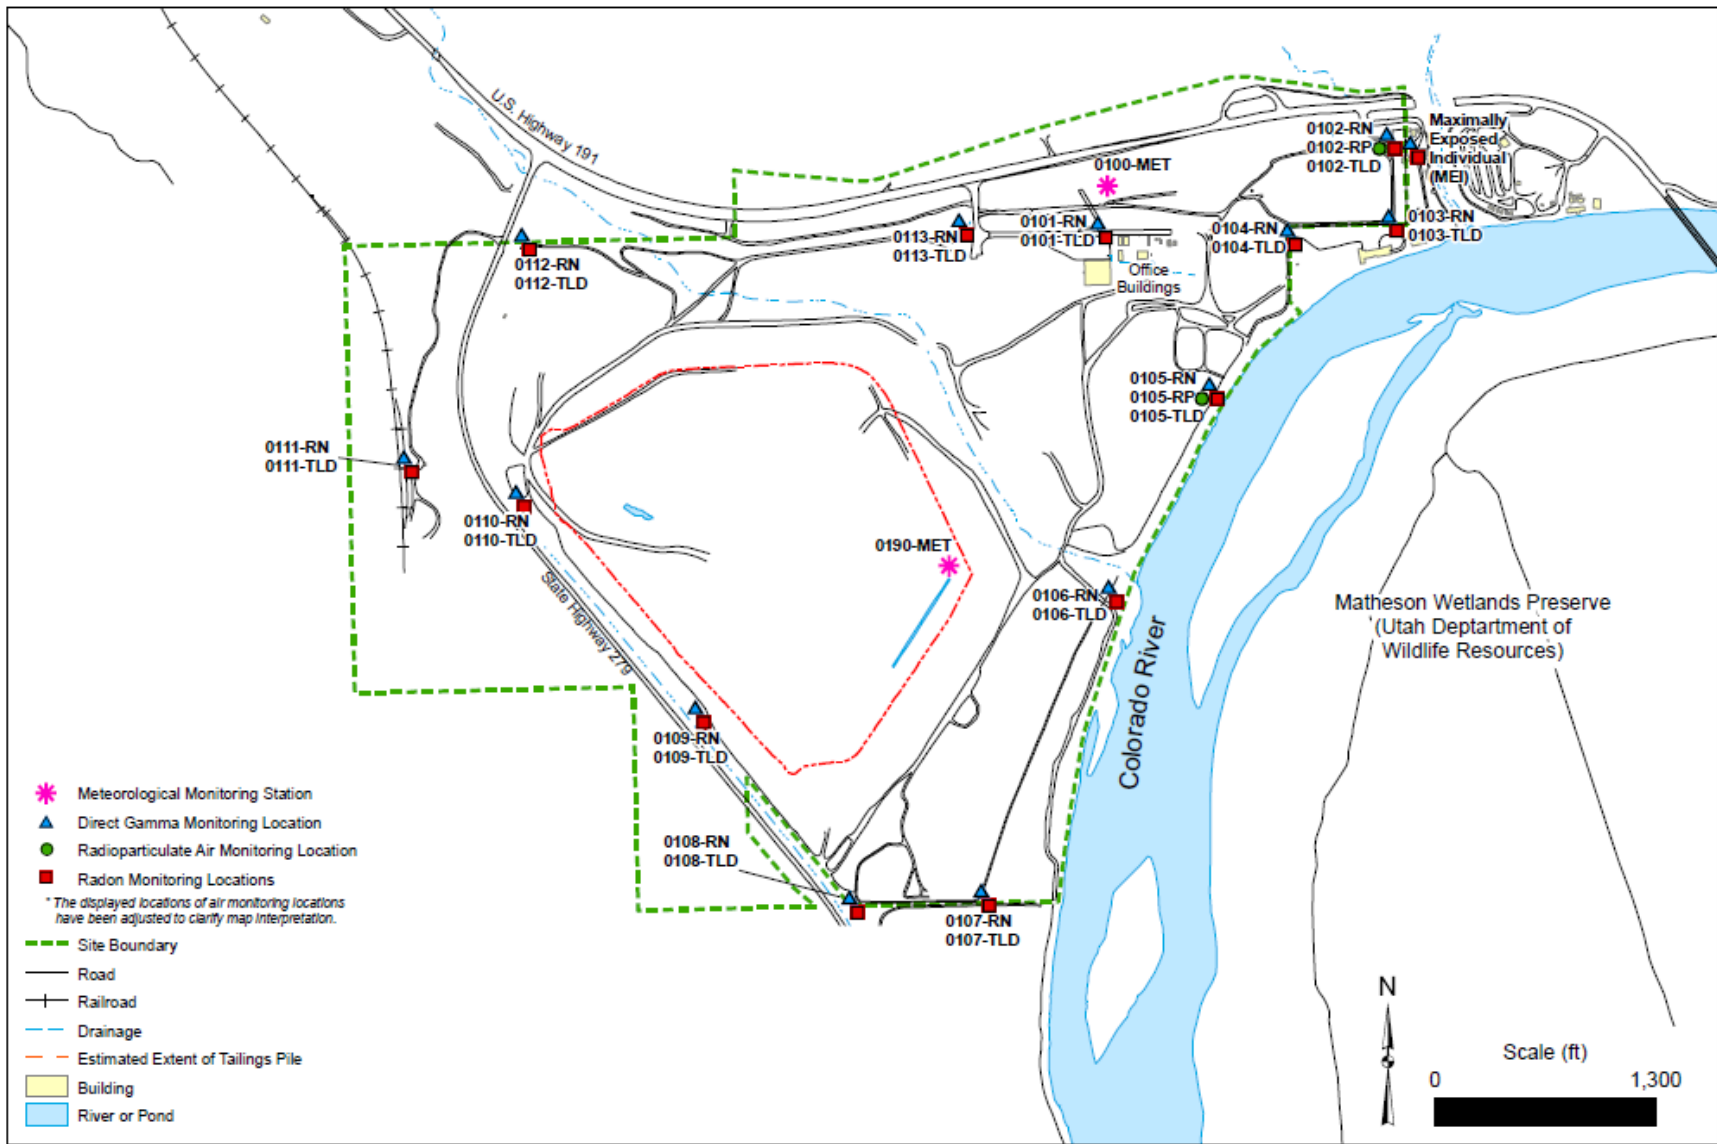 U.S. Highway 191
0100-MET
0102-RN
0102-RP
0102-TLD
Maximally
Exposed
Individual
(MEI)
0103-RN
0103-TLD
0104-RN
0104-TLD
0101-RN
0101-TLD
0113-RN
0113-TLD
Office
Buildings
0112-RN
0112-TLD
0105-RN
0105-RP
0105-TLD
0111-RN
0111-TLD
0110-RN
0110-TLD
0190-MET
State Highway 279
0106-RN
0106-TLD
Matheson Wetlands Preserve
(Utah Deptartment of
Wildlife Resources)
Colorado River
0109-RN
0109-TLD
0108-RN
0108-TLD
0107-RN
0107-TLD
Meteorological Monitoring Station
Direct Gamma Monitoring Location
Radioparticulate Air Monitoring Location
Radon Monitoring Locations
* The displayed locations of air monitoring locations
have been adjusted to clarify map interpretation.
Site Boundary
Road
Railroad
Drainage
Estimated Extent of Tailings Pile
Building
River or Pond
N
Scale (ft)
0 1,300